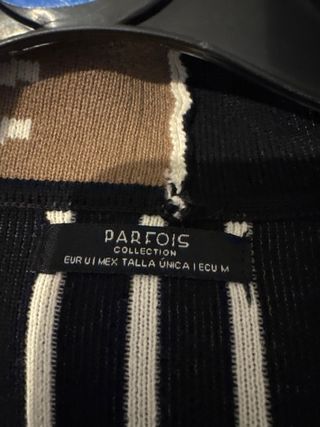 PARFOIS
COLLECTION
EUR U | MEX TALLA ÚNICA | ECU M